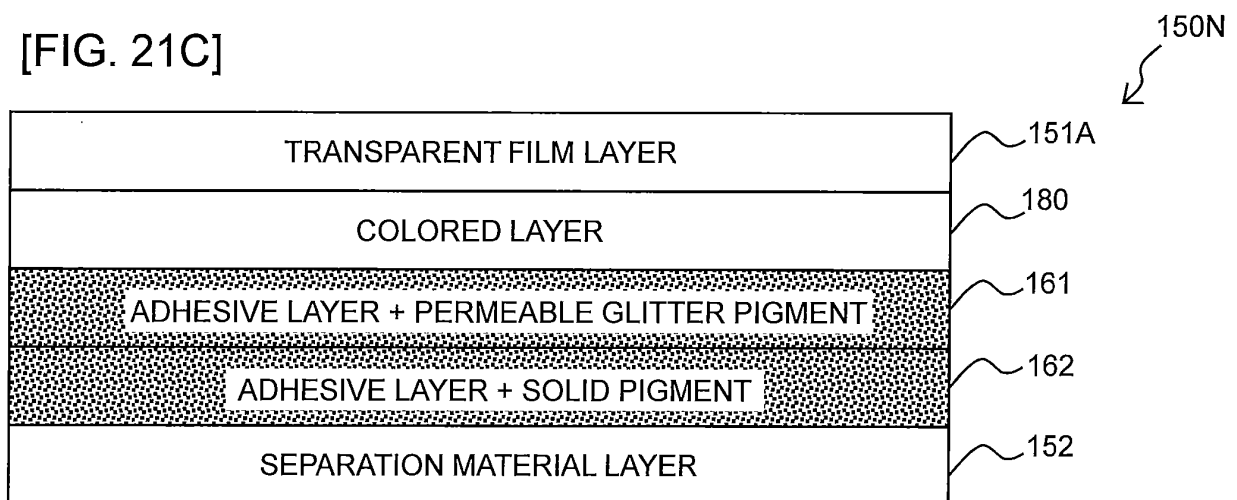 150N
[FIG. 21C]
TRANSPARENT FILM LAYER 151A
COLORED LAYER 180
ADHESIVE LAYER + PERMEABLE GLITTER PIGMENT 161
ADHESIVE LAYER + SOLID PIGMENT 162
SEPARATION MATERIAL LAYER 152